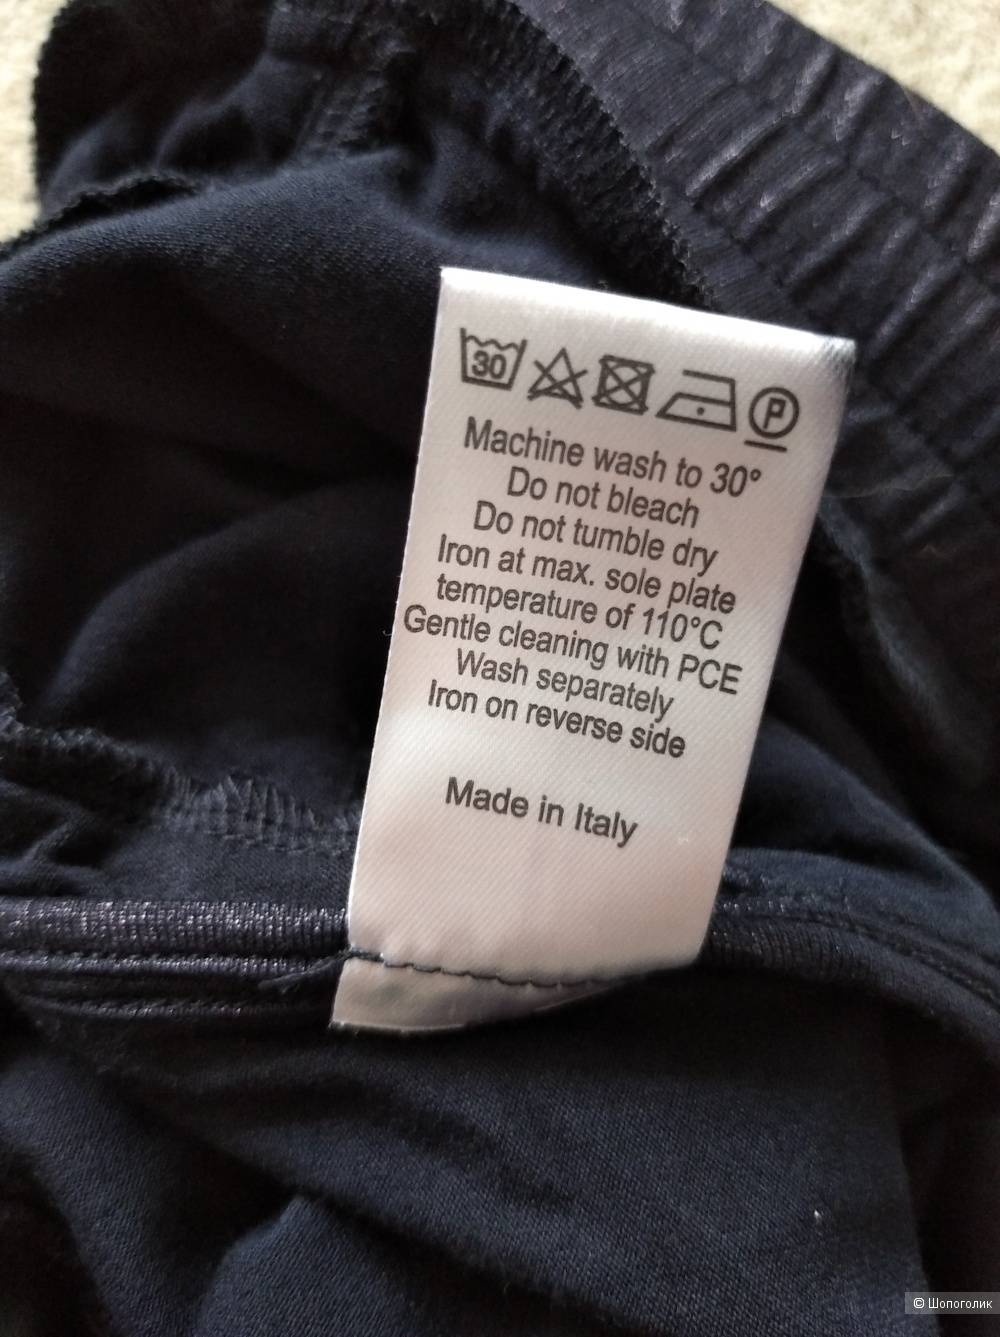 30 P
Machine wash to 30°
Do not bleach
Do not tumble dry
Iron at max. sole plate
temperature of 110°C
Gentle cleaning with PCE
Wash separately
Iron on reverse side
Made in Italy
© Шопоголик